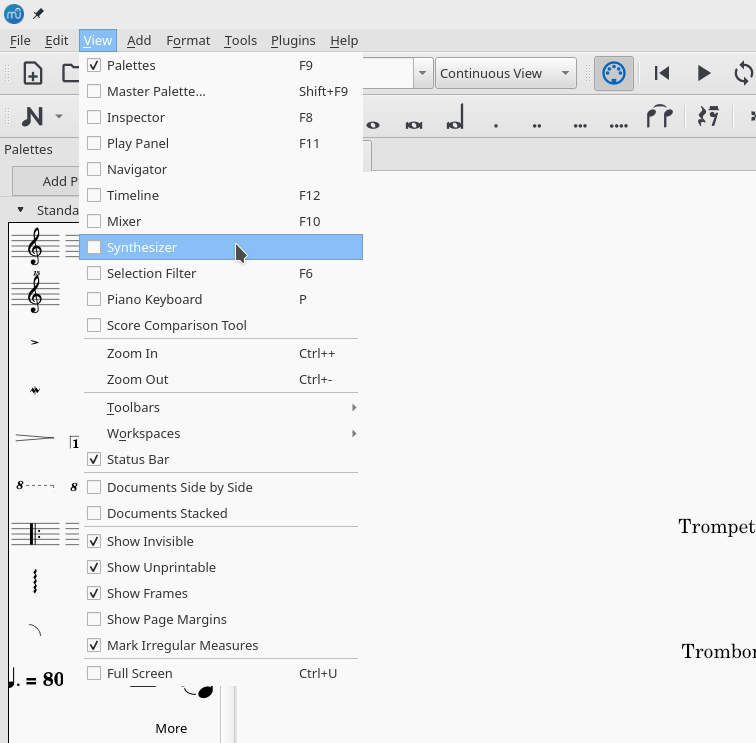 File Edit View Add Format Tools Plugins Help
Continuous View
Palettes
Add P
Standa
Palettes F9
Master Palette... Shift+F9
Inspector F8
Play Panel F11
Navigator
Timeline F12
Mixer F10
Synthesizer
Selection Filter F6
Piano Keyboard P
Score Comparison Tool
Zoom In Ctrl++
Zoom Out Ctrl+-
Toolbars
Workspaces
Status Bar
Documents Side by Side
Documents Stacked
Show Invisible
Show Unprintable
Show Frames
Show Page Margins
Mark Irregular Measures
Full Screen Ctrl+U
15
1
8 8
. = 80
More
Trompet
Trombon